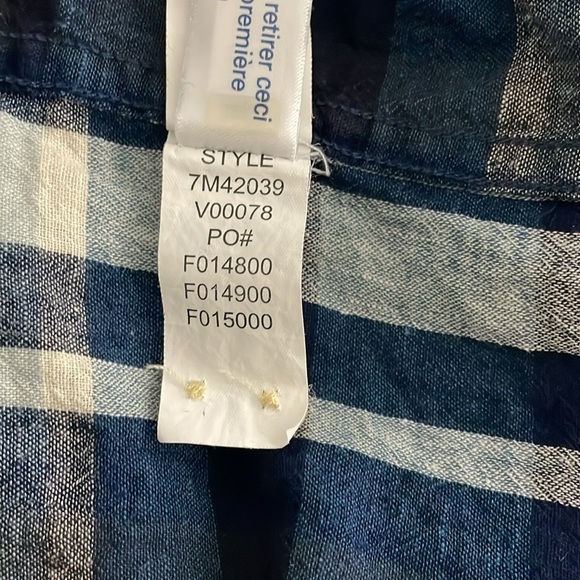 retirer ceci
première
STYLE
7M42039
V00078
PO#
F014800
F014900
F015000